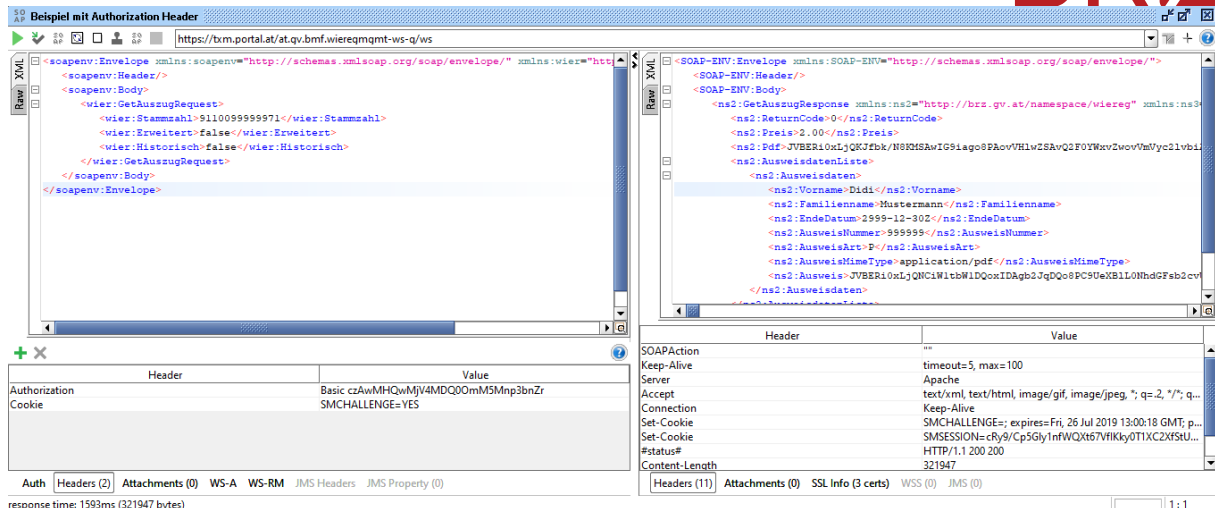 Beispiel mit Authorization Header
https://txm.portal.at/at.gv.bmf.wiereqmqmt-ws-q/ws
XML
Raw
<soapenv:Envelope xmlns:soapenv="http://schemas.xmlsoap.org/soap/envelope/" xmlns:wier="htt
<soapenv:Header/>
<soapenv:Body>
<wier:GetAuszugRequest>
<wier:Stammzahl>9110099999971</wier:Stammzahl>
<wier:Erweitert>false</wier:Erweitert>
<wier:Historisch>false</wier:Historisch>
</wier:GetAuszugRequest>
</soapenv:Body>
</soapenv:Envelope>
Header Value
Authorization Basic czAwMHQwMjV4MDQ0OmM5Mnp3bnZr
Cookie SMCHALLENGE=YES
Auth Headers (2) Attachments (0) WS-A WS-RM JMS Headers JMS Property (0)
response time: 1593ms (321947 bytes)
XML
Raw
<SOAP-ENV:Envelope xmlns:SOAP-ENV="http://schemas.xmlsoap.org/soap/envelope/">
<SOAP-ENV:Header/>
<SOAP-ENV:Body>
<ns2:GetAuszugResponse xmlns:ns2="http://brz.gv.at/namespace/wiereg" xmlns:ns3
<ns2:ReturnCode>0</ns2:ReturnCode>
<ns2:Preis>2.00</ns2:Preis>
<ns2:Pdf>JVBERi0xLjQKJfbk/N8KMSAwIG9iago8PAovVHlwZSAvQ2F0YWxvZwovVmVyc2lvbi
<ns2:AusweisdatenListe>
<ns2:Ausweisdaten>
<ns2:Vorname>Didi</ns2:Vorname>
<ns2:Familienname>Mustermann</ns2:Familienname>
<ns2:EndeDatum>2999-12-30Z</ns2:EndeDatum>
<ns2:AusweisNummer>999999</ns2:AusweisNummer>
<ns2:AusweisArt>P</ns2:AusweisArt>
<ns2:AusweisMimeType>application/pdf</ns2:AusweisMimeType>
<ns2:Ausweis>JVBERi0xLjQNCiW1tbW1DQoxIDAgb2JqDQo8PC9UeXBlL0NhdGFsb2cv
</ns2:Ausweisdaten>
</ns2:AusweisdatenListe>
Header Value
SOAPAction ""
Keep-Alive timeout=5, max=100
Server Apache
Accept text/xml, text/html, image/gif, image/jpeg, *; q=.2, */*; q...
Connection Keep-Alive
Set-Cookie SMCHALLENGE=; expires=Fri, 26 Jul 2019 13:00:18 GMT; p...
Set-Cookie SMSESSION=cRy9/Cp5Gly1nfWQXt67VflKky0T1XC2XfStU...
#status# HTTP/1.1 200 200
Content-Length 321947
Headers (11) Attachments (0) SSL Info (3 certs) WSS (0) JMS (0)
1 : 1